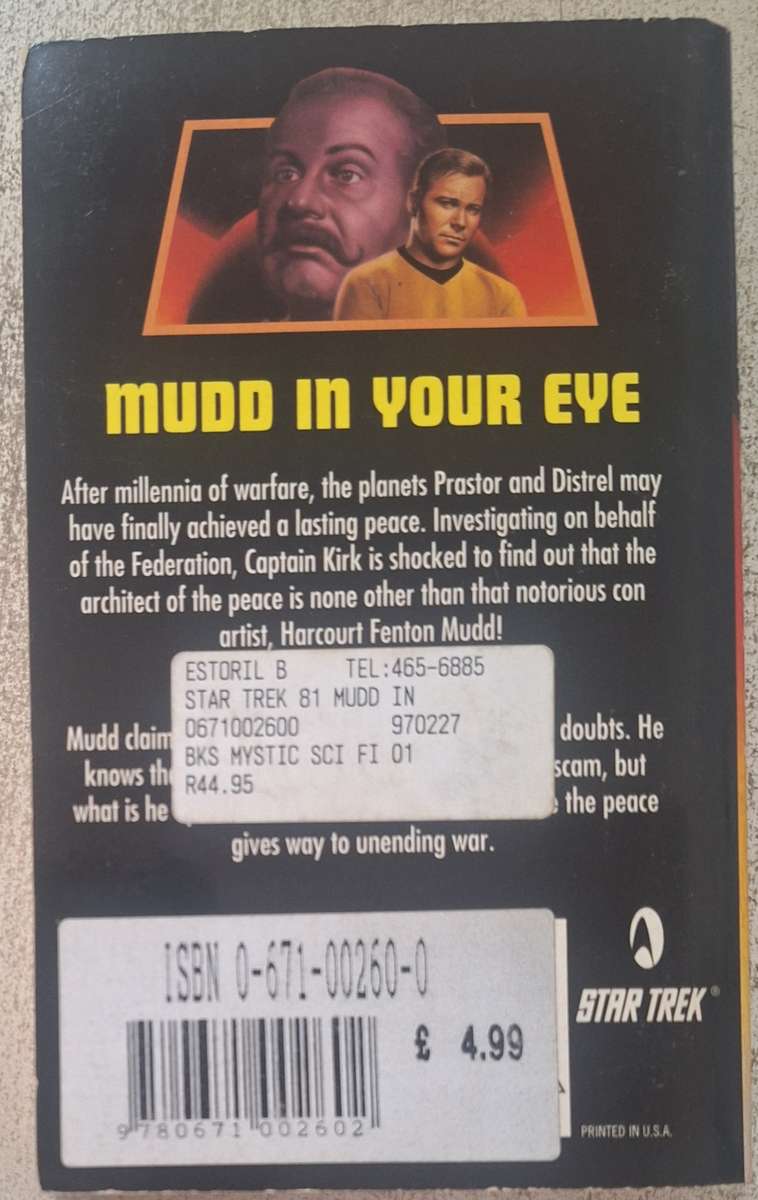 MUDD IN YOUR EYE
After millennia of warfare, the planets Prastor and Distrel may
have finally achieved a lasting peace. Investigating on behalf
of the Federation, Captain Kirk is shocked to find out that the
architect of the peace is none other than that notorious con
artist, Harcourt Fenton Mudd!
ESTORIL B TEL:465-6885
STAR TREK 81 MUDD IN
0671002600 970227
BKS MYSTIC SCI FI 01
R44.95
Mudd claim doubts. He
knows th scam, but
what is he the peace
gives way to unending war.
ISBN 0-671-00260-0
£ 4.99
9 780671 002602
STAR TREK®
PRINTED IN U.S.A.